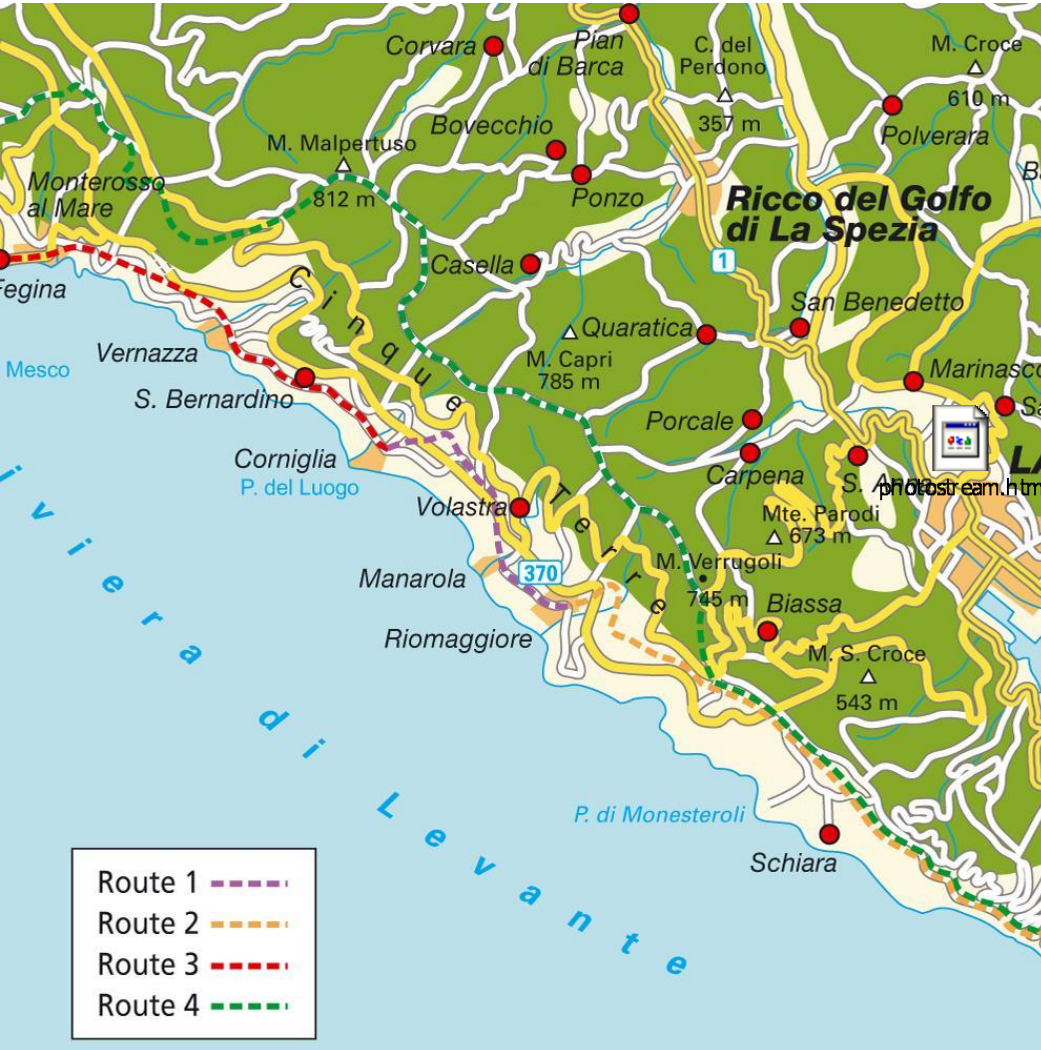 Corvara
Pian
di Barca
C. del
Perdono
357 m
M. Croce
610 m
Polverara
Bovecchio
M. Malpertuso
812 m
Ponzo
Monterosso
al Mare
Ricco del Golfo
di La Spezia
1
Casella
Fegina
Cinque
San Benedetto
Quaratica
M. Capri
785 m
Vernazza
Mesco
Marinasco
S. Bernardino
Porcale
Carpena
Corniglia
P. del Luogo
S. Anna
photostream.htm
Volastra
Terre
Mte. Parodi
673 m
M. Verrugoli
745 m
370
Manarola
Biassa
Riomaggiore
M. S. Croce
543 m
iviera di Levante
P. di Monesteroli
Schiara
Route 1
Route 2
Route 3
Route 4